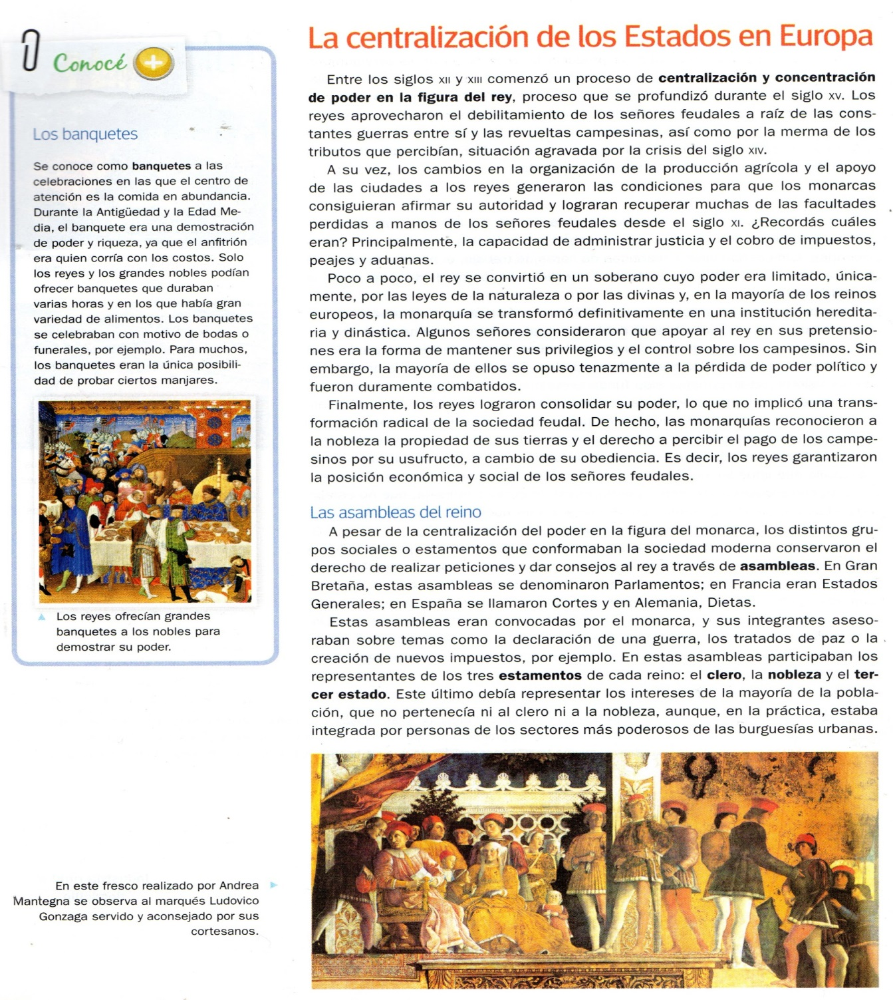 Conocé +
Los banquetes
Se conoce como banquetes a las
celebraciones en las que el centro de
atención es la comida en abundancia.
Durante la Antigüedad y la Edad Me-
dia, el banquete era una demostración
de poder y riqueza, ya que el anfitrión
era quien corría con los costos. Solo
los reyes y los grandes nobles podían
ofrecer banquetes que duraban
varias horas y en los que había gran
variedad de alimentos. Los banquetes
se celebraban con motivo de bodas o
funerales, por ejemplo. Para muchos,
los banquetes eran la única posibili-
dad de probar ciertos manjares.
Los reyes ofrecían grandes
banquetes a los nobles para
demostrar su poder.
La centralización de los Estados en Europa
Entre los siglos XII y XIII comenzó un proceso de centralización y concentración
de poder en la figura del rey, proceso que se profundizó durante el siglo XV. Los
reyes aprovecharon el debilitamiento de los señores feudales a raíz de las cons-
tantes guerras entre sí y las revueltas campesinas, así como por la merma de los
tributos que percibían, situación agravada por la crisis del siglo XIV.
A su vez, los cambios en la organización de la producción agrícola y el apoyo
de las ciudades a los reyes generaron las condiciones para que los monarcas
consiguieran afirmar su autoridad y lograran recuperar muchas de las facultades
perdidas a manos de los señores feudales desde el siglo XI. ¿Recordás cuáles
eran? Principalmente, la capacidad de administrar justicia y el cobro de impuestos,
peajes y aduanas.
Poco a poco, el rey se convirtió en un soberano cuyo poder era limitado, única-
mente, por las leyes de la naturaleza o por las divinas y, en la mayoría de los reinos
europeos, la monarquía se transformó definitivamente en una institución heredita-
ria y dinástica. Algunos señores consideraron que apoyar al rey en sus pretensio-
nes era la forma de mantener sus privilegios y el control sobre los campesinos. Sin
embargo, la mayoría de ellos se opuso tenazmente a la pérdida de poder político y
fueron duramente combatidos.
Finalmente, los reyes lograron consolidar su poder, lo que no implicó una trans-
formación radical de la sociedad feudal. De hecho, las monarquías reconocieron a
la nobleza la propiedad de sus tierras y el derecho a percibir el pago de los campe-
sinos por su usufructo, a cambio de su obediencia. Es decir, los reyes garantizaron
la posición económica y social de los señores feudales.
Las asambleas del reino
A pesar de la centralización del poder en la figura del monarca, los distintos gru-
pos sociales o estamentos que conformaban la sociedad moderna conservaron el
derecho de realizar peticiones y dar consejos al rey a través de asambleas. En Gran
Bretaña, estas asambleas se denominaron Parlamentos; en Francia eran Estados
Generales; en España se llamaron Cortes y en Alemania, Dietas.
Estas asambleas eran convocadas por el monarca, y sus integrantes aseso-
raban sobre temas como la declaración de una guerra, los tratados de paz o la
creación de nuevos impuestos, por ejemplo. En estas asambleas participaban los
representantes de los tres estamentos de cada reino: el clero, la nobleza y el ter-
cer estado. Este último debía representar los intereses de la mayoría de la pobla-
ción, que no pertenecía ni al clero ni a la nobleza, aunque, en la práctica, estaba
integrada por personas de los sectores más poderosos de las burguesías urbanas.
En este fresco realizado por Andrea
Mantegna se observa al marqués Ludovico
Gonzaga servido y aconsejado por sus
cortesanos.